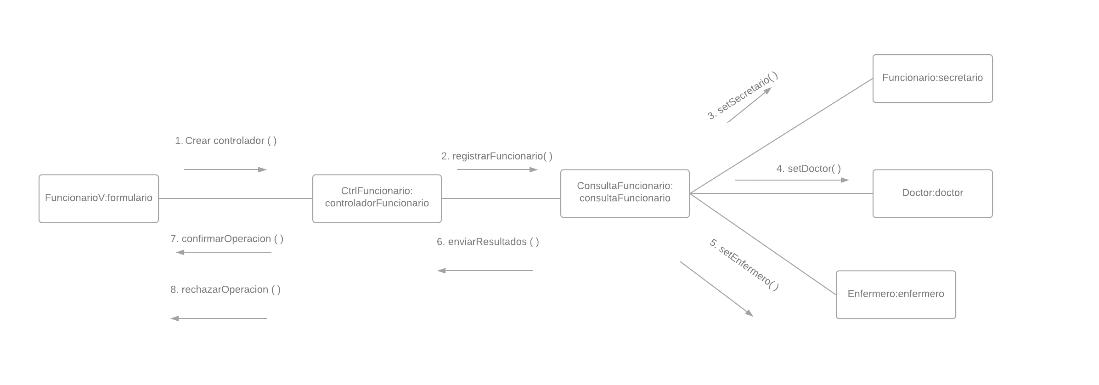 1. Crear controlador ( )
FuncionarioV:formulario
7. confirmarOperacion ( )
8. rechazarOperacion ( )
2. registrarFuncionario( )
CtrlFuncionario:
controladorFuncionario
6. enviarResultados ( )
ConsultaFuncionario:
consultaFuncionario
3. setSecretario( )
Funcionario:secretario
4. setDoctor( )
Doctor:doctor
5. setEnfermero( )
Enfermero:enfermero